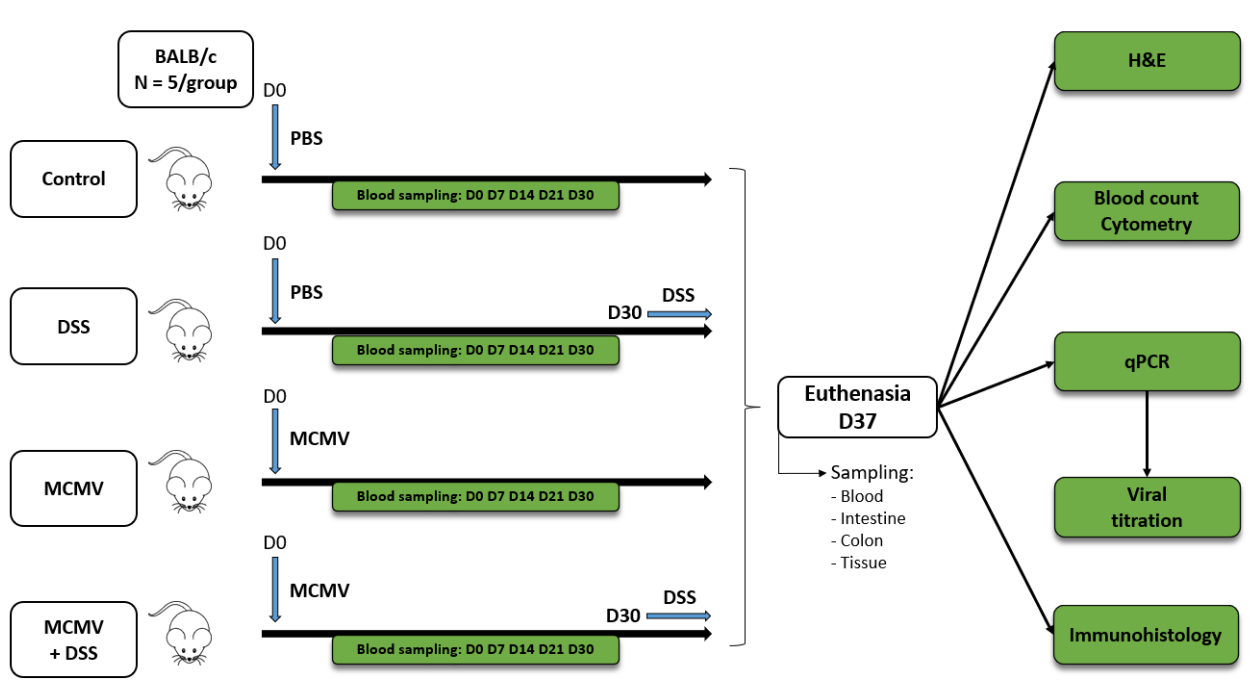 BALB/c
N = 5/group
D0
PBS
Control
Blood sampling: D0 D7 D14 D21 D30
D0
PBS
DSS
D30
DSS
Blood sampling: D0 D7 D14 D21 D30
D0
MCMV
MCMV
Blood sampling: D0 D7 D14 D21 D30
D0
MCMV
MCMV
+ DSS
D30
DSS
Blood sampling: D0 D7 D14 D21 D30
Euthenasia
D37
Sampling:
- Blood
- Intestine
- Colon
- Tissue
H&E
Blood count
Cytometry
qPCR
Viral
titration
Immunohistology